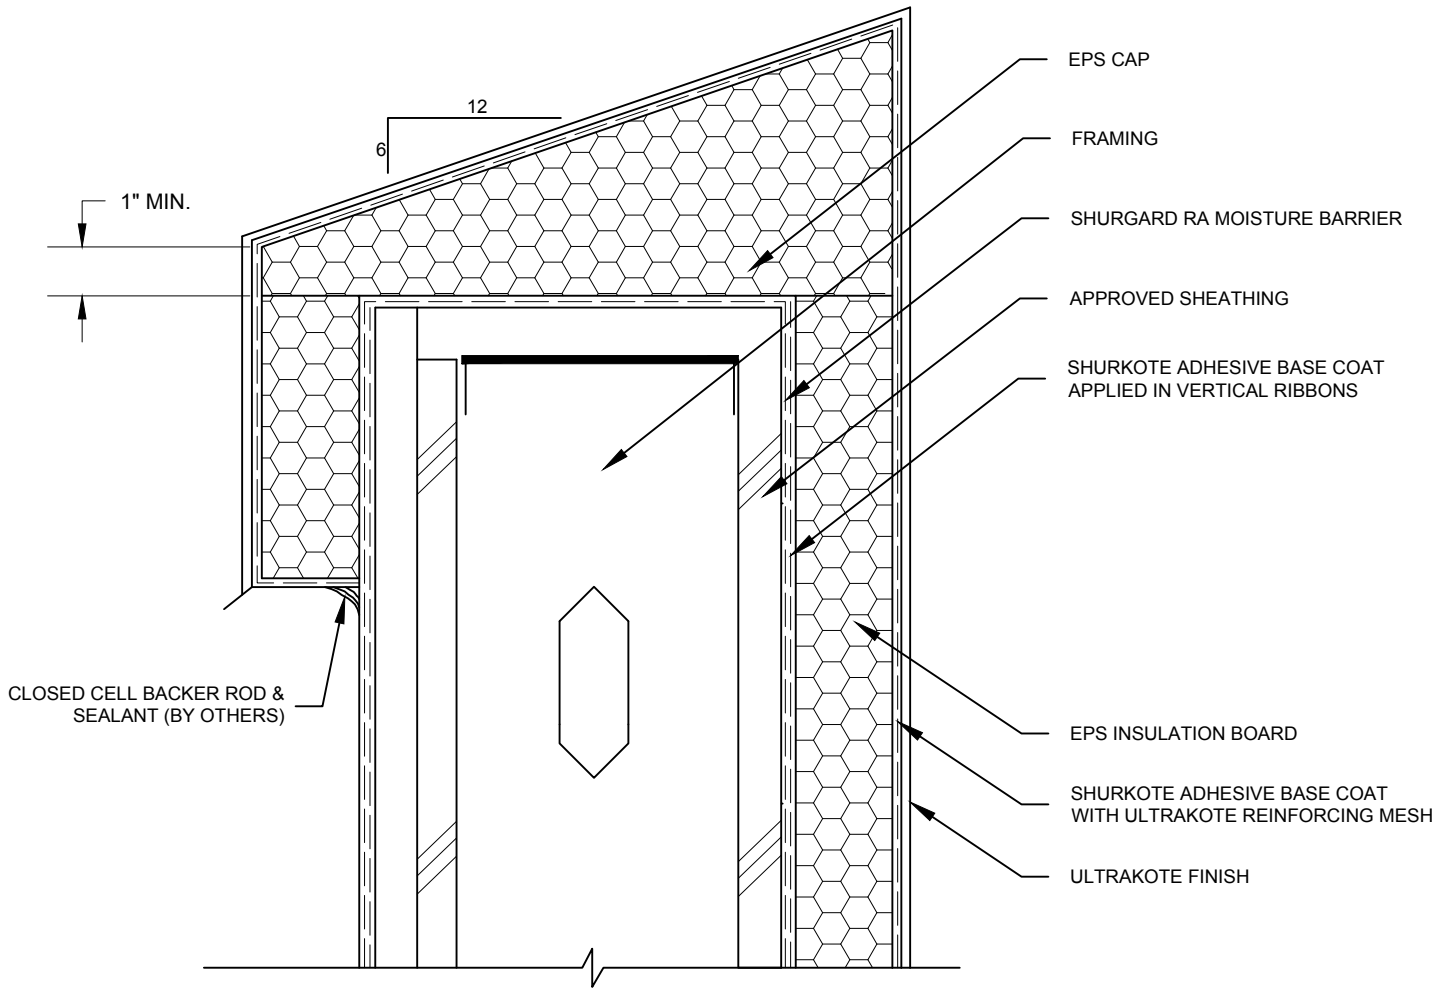 EPS CAP
12
FRAMING
6
1" MIN.
SHURGARD RA MOISTURE BARRIER
APPROVED SHEATHING
SHURKOTE ADHESIVE BASE COAT
APPLIED IN VERTICAL RIBBONS
CLOSED CELL BACKER ROD &
SEALANT (BY OTHERS)
EPS INSULATION BOARD
SHURKOTE ADHESIVE BASE COAT
WITH ULTRAKOTE REINFORCING MESH
ULTRAKOTE FINISH